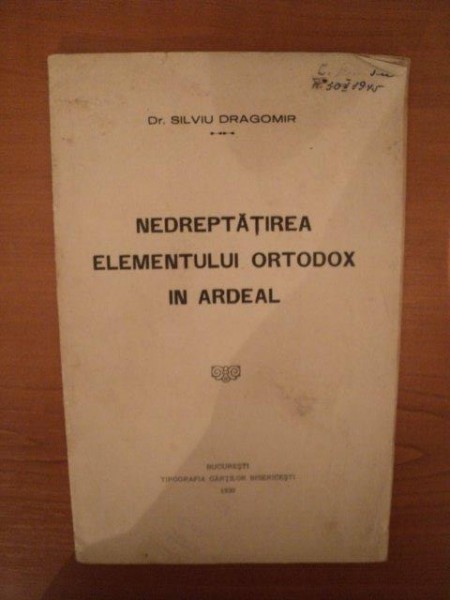 Dr. SILVIU DRAGOMIR
NEDREPTĂȚIREA
ELEMENTULUI ORTODOX
IN ARDEAL
BUCUREȘTI
TIPOGRAFIA CĂRȚILOR BISERICEȘTI